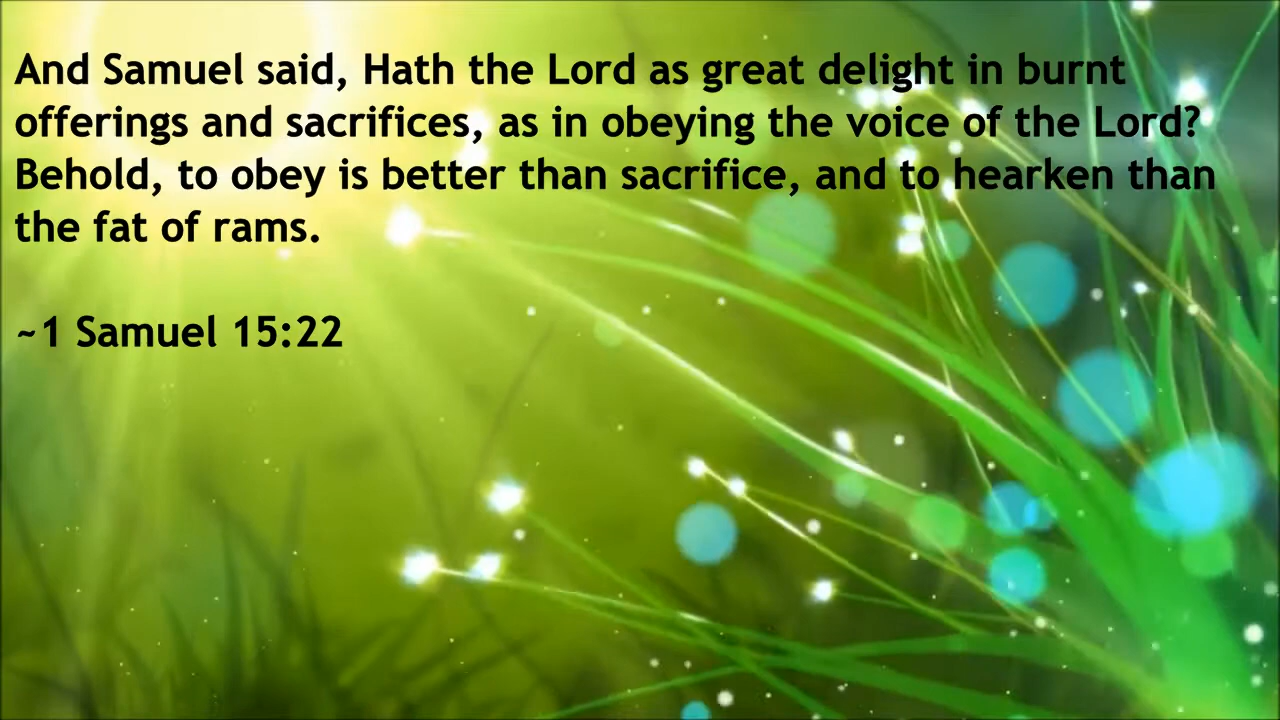 And Samuel said, Hath the Lord as great delight in burnt
offerings and sacrifices, as in obeying the voice of the Lord?
Behold, to obey is better than sacrifice, and to hearken than
the fat of rams.
~1 Samuel 15:22